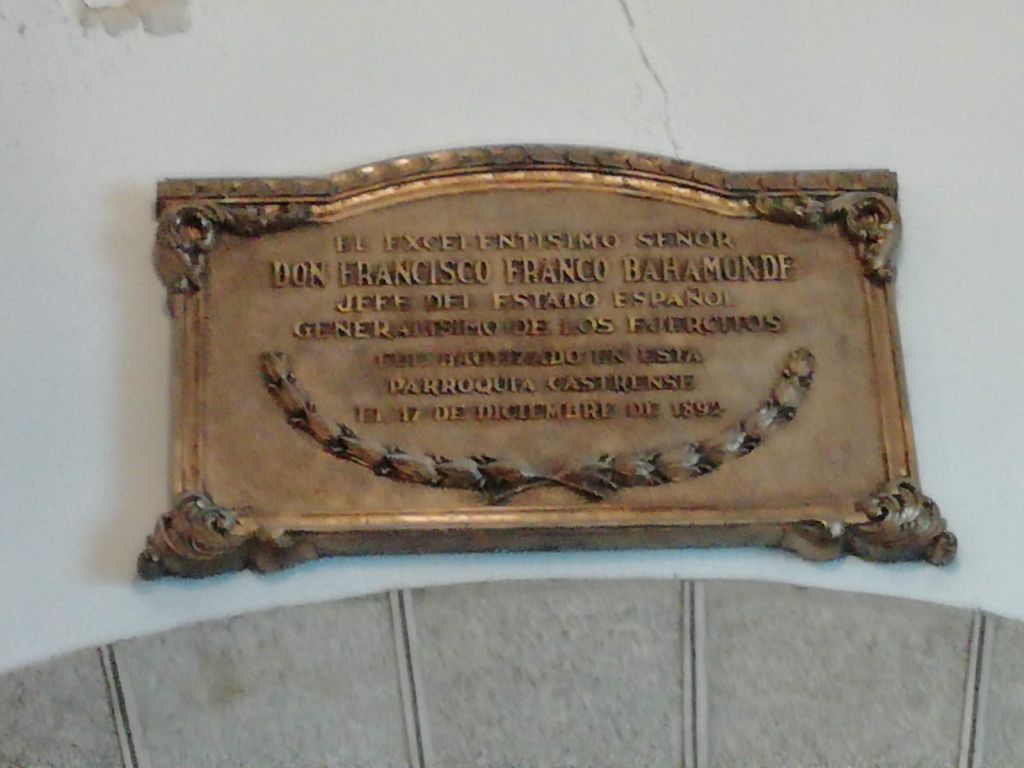 EL EXCELENTISIMO SEÑOR
DON FRANCISCO FRANCO BAHAMONDE
JEFE DEL ESTADO ESPAÑOL
GENERALISIMO DE LOS EJERCITOS
FUE BAUTIZADO EN ESTA
PARROQUIA CASTRENSE
EL 17 DE DICIEMBRE DE 1892